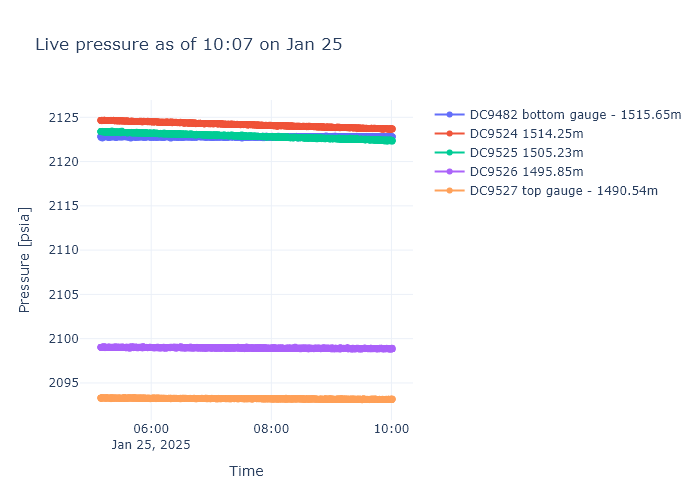 Live pressure as of 10:07 on Jan 25
DC9482 bottom gauge - 1515.65m
DC9524 1514.25m
DC9525 1505.23m
DC9526 1495.85m
DC9527 top gauge - 1490.54m
Pressure [psia]
2125
2120
2115
2110
2105
2100
2095
06:00
Jan 25, 2025
08:00
10:00
Time